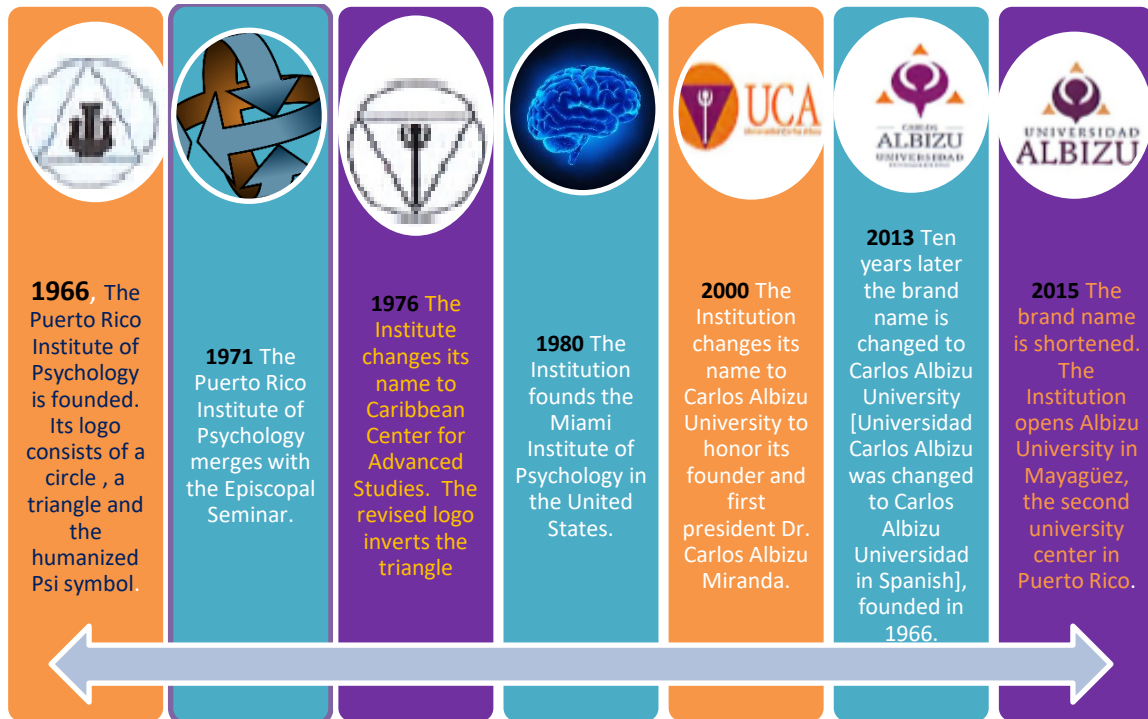 UCA
CARLOS
ALBIZU
UNIVERSIDAD
UNIVERSIDAD
ALBIZU
1966, The
Puerto Rico
Institute of
Psychology
is founded.
Its logo
consists of a
circle , a
triangle and
the
humanized
Psi symbol.
1971 The
Puerto Rico
Institute of
Psychology
merges with
the Episcopal
Seminar.
1976 The
Institute
changes its
name to
Caribbean
Center for
Advanced
Studies. The
revised logo
inverts the
triangle
1980 The
Institution
founds the
Miami
Institute of
Psychology in
the United
States.
2000 The
Institution
changes its
name to
Carlos Albizu
University to
honor its
founder and
first
president Dr.
Carlos Albizu
Miranda.
2013 Ten
years later
the brand
name is
changed to
Carlos Albizu
University
[Universidad
Carlos Albizu
was changed
to Carlos
Albizu
Universidad
in Spanish],
founded in
1966.
2015 The
brand name
is shortened.
The
Institution
opens Albizu
University in
Mayagüez,
the second
university
center in
Puerto Rico.